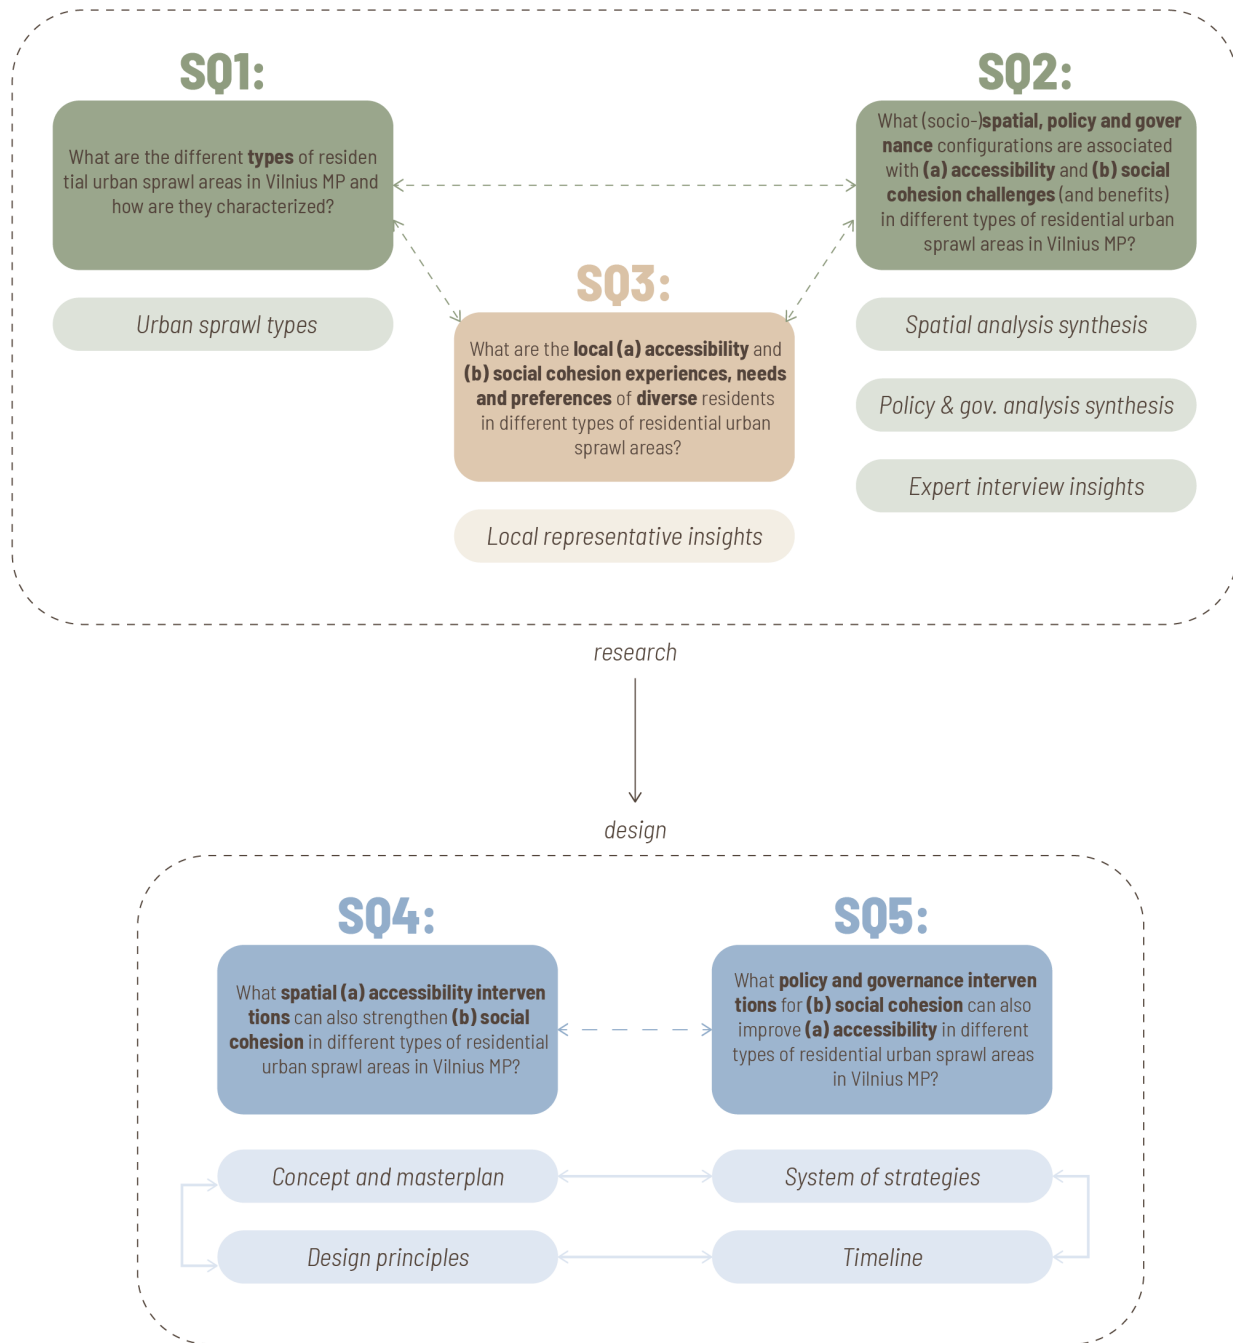 SQ1:
What are the different types of residen
tial urban sprawl areas in Vilnius MP and
how are they characterized?
Urban sprawl types
SQ2:
What (socio-)spatial, policy and gover
nance configurations are associated
with (a) accessibility and (b) social
cohesion challenges (and benefits)
in different types of residential urban
sprawl areas in Vilnius MP?
Spatial analysis synthesis
Policy & gov. analysis synthesis
Expert interview insights
SQ3:
What are the local (a) accessibility and
(b) social cohesion experiences, needs
and preferences of diverse residents
in different types of residential urban
sprawl areas?
Local representative insights
research
design
SQ4:
What spatial (a) accessibility interven
tions can also strengthen (b) social
cohesion in different types of residential
urban sprawl areas in Vilnius MP?
Concept and masterplan
Design principles
SQ5:
What policy and governance interven
tions for (b) social cohesion can also
improve (a) accessibility in different
types of residential urban sprawl areas
in Vilnius MP?
System of strategies
Timeline